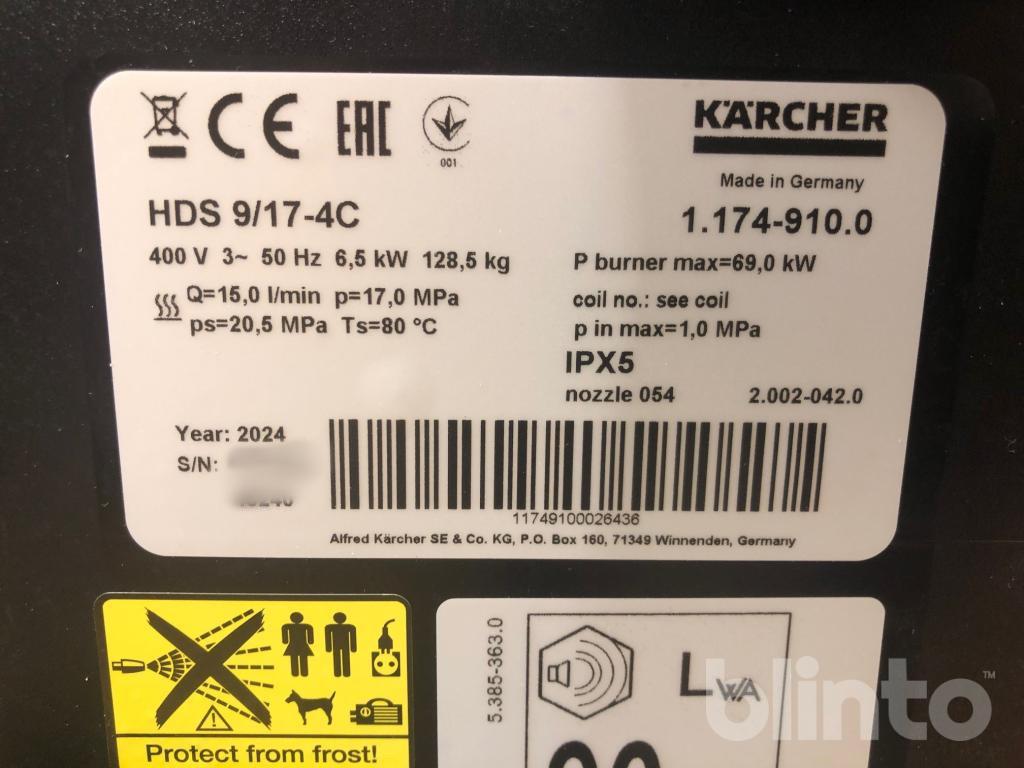 CE EAC
001
KÄRCHER
Made in Germany
HDS 9/17-4C
1.174-910.0
400 V 3~ 50 Hz 6,5 kW 128,5 kg
P burner max=69,0 kW
Q=15,0 l/min p=17,0 MPa
coil no.: see coil
ps=20,5 MPa Ts=80 °C
p in max=1,0 MPa
IPX5
nozzle 054 2.002-042.0
Year: 2024
S/N:
11749100026436
Alfred Kärcher SE & Co. KG, P.O. Box 160, 71349 Winnenden, Germany
Protect from frost!
5.385-363.0
LWA
blinto™